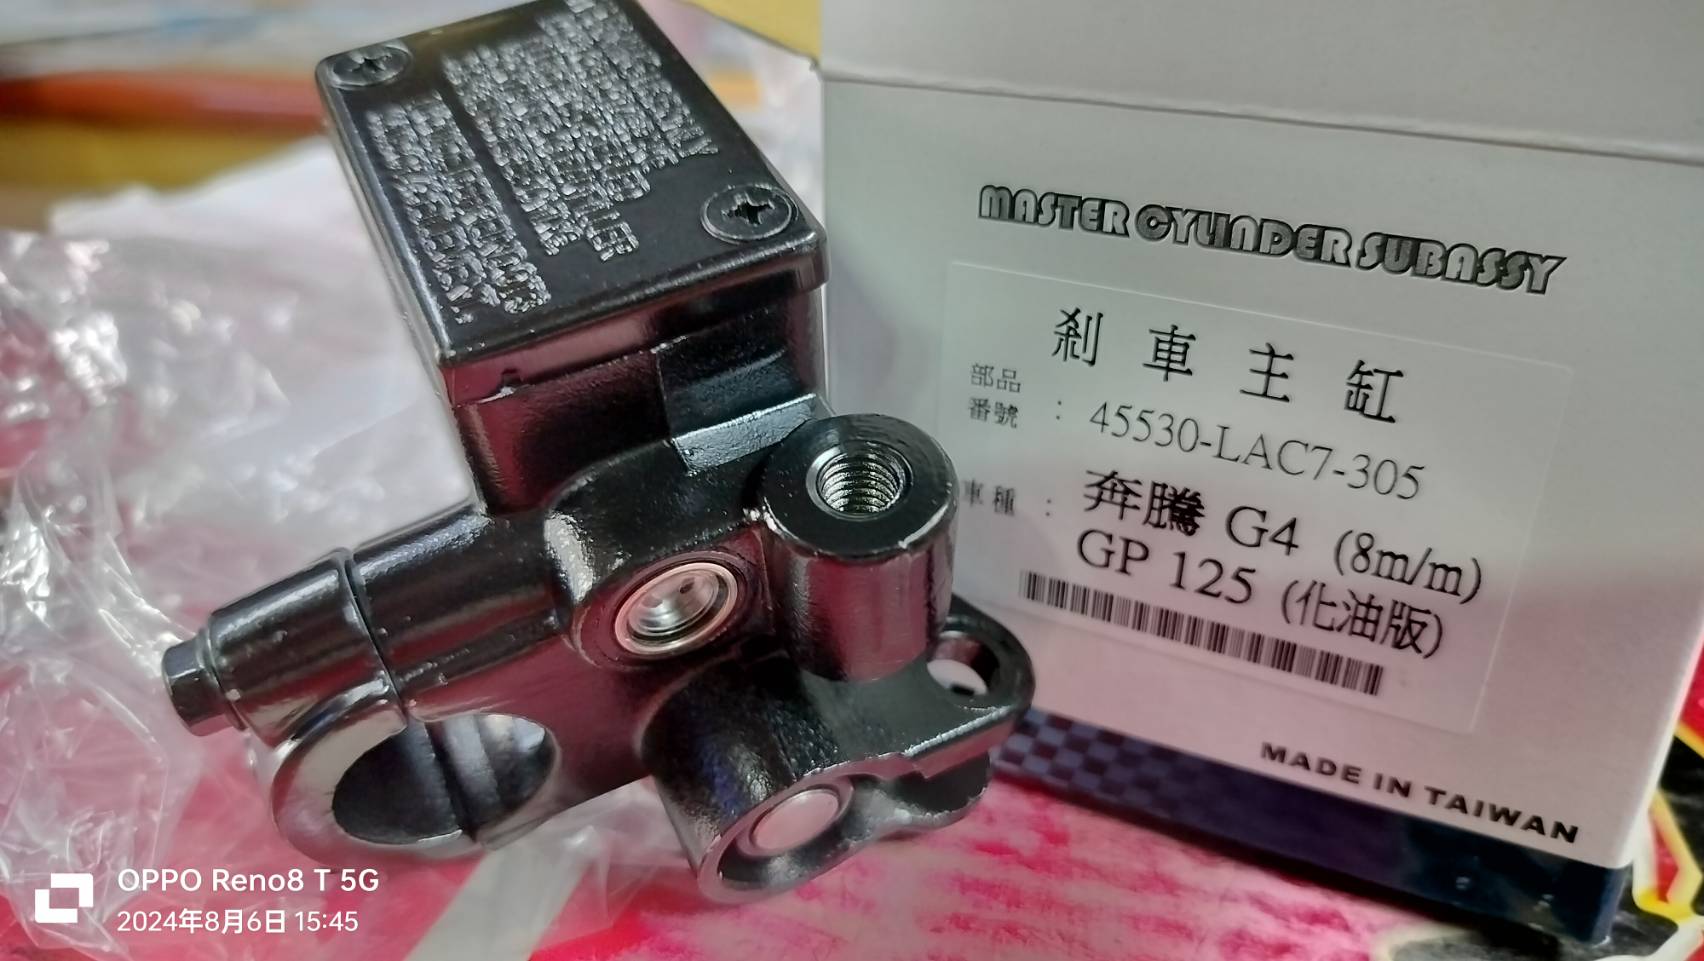 MASTER CYLINDER SUBASSY
剎車主缸
部品
番號 : 45530-LAC7-305
車種 : 奔騰 G4 (8m/m)
GP 125 (化油版)
MADE IN TAIWAN
OPPO Reno8 T 5G
2024年8月6日 15:45